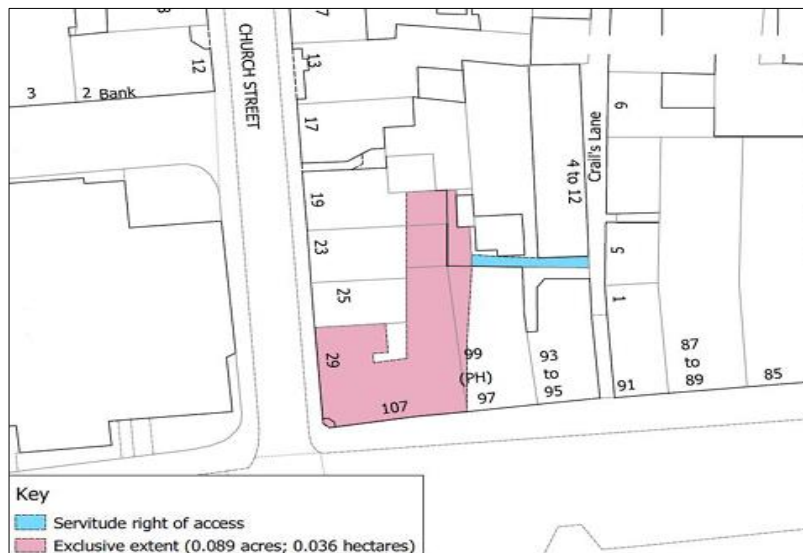 CHURCH STREET
3
2 Bank
12
13
17
19
23
25
29
107
99
(PH)
97
93
to
95
4 to 12
Crail's Lane
6
5
1
91
87
to
89
85
Key
Servitude right of access
Exclusive extent (0.089 acres; 0.036 hectares)